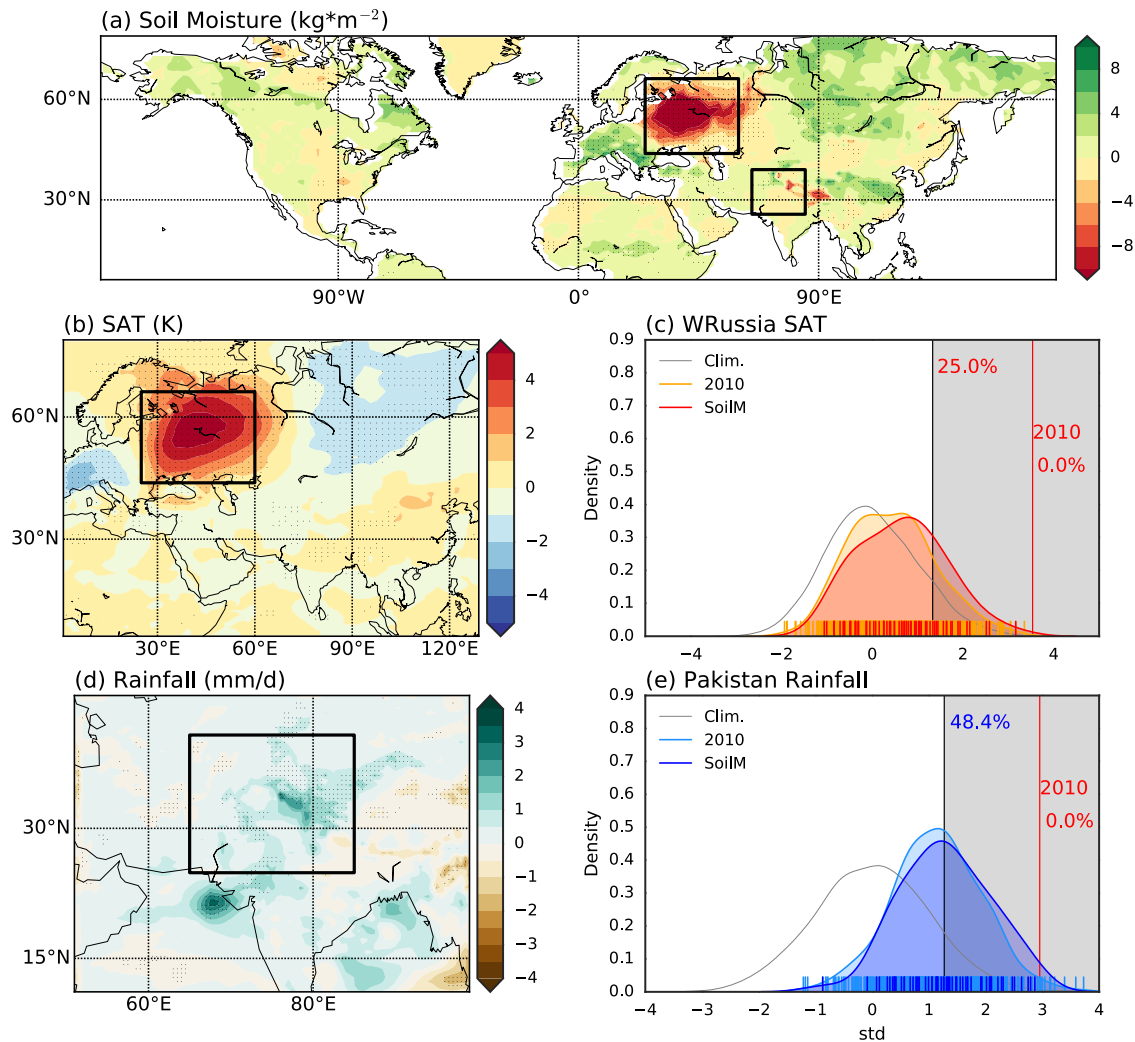 (a) Soil Moisture (kg*m⁻²)
60°N
30°N
90°W
0°
90°E
8
4
0
−4
−8
(b) SAT (K)
60°N
30°N
30°E
60°E
90°E
120°E
4
2
0
−2
−4
(c) WRussia SAT
Density
0.9
0.8
0.7
0.6
0.5
0.4
0.3
0.2
0.1
0.0
−4
−2
0
2
4
Clim.
2010
SoilM
25.0%
2010
0.0%
(d) Rainfall (mm/d)
30°N
15°N
60°E
80°E
4
3
2
1
0
−1
−2
−3
−4
(e) Pakistan Rainfall
Density
0.9
0.8
0.7
0.6
0.5
0.4
0.3
0.2
0.1
0.0
−4
−3
−2
−1
0
1
2
3
4
std
Clim.
2010
SoilM
48.4%
2010
0.0%